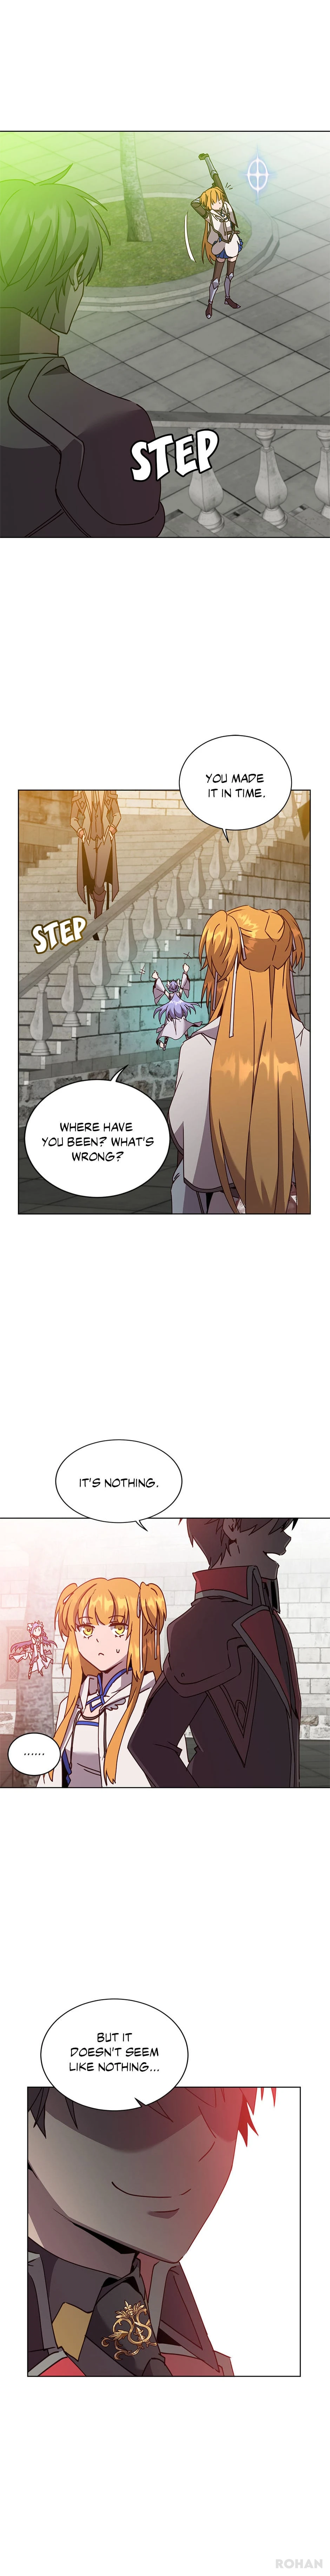 STEP
YOU MADE
IT IN TIME.
STEP
WHERE HAVE
YOU BEEN? WHAT'S
WRONG?
IT'S NOTHING.
......
BUT IT
DOESN'T SEEM
LIKE NOTHING...
ROHAN